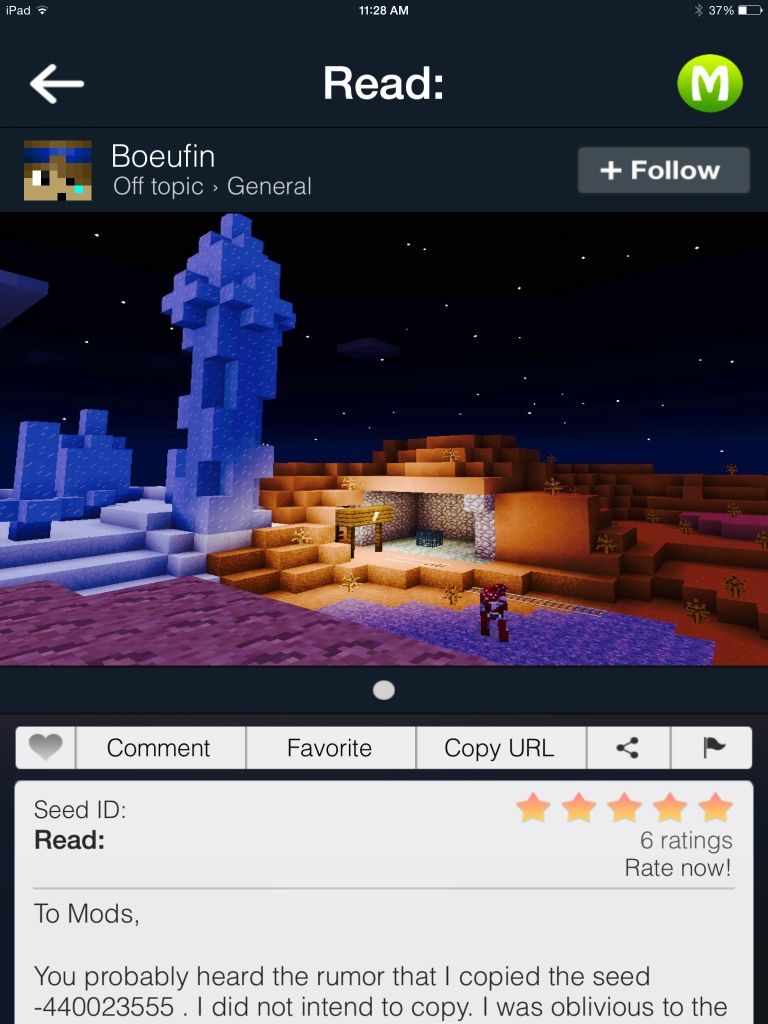 iPad 11:28 AM 37%
Read:
M
Boeufin
Off topic › General
+ Follow
Comment Favorite Copy URL
Seed ID:
Read:
6 ratings
Rate now!
To Mods,
You probably heard the rumor that I copied the seed
-440023555 . I did not intend to copy. I was oblivious to the